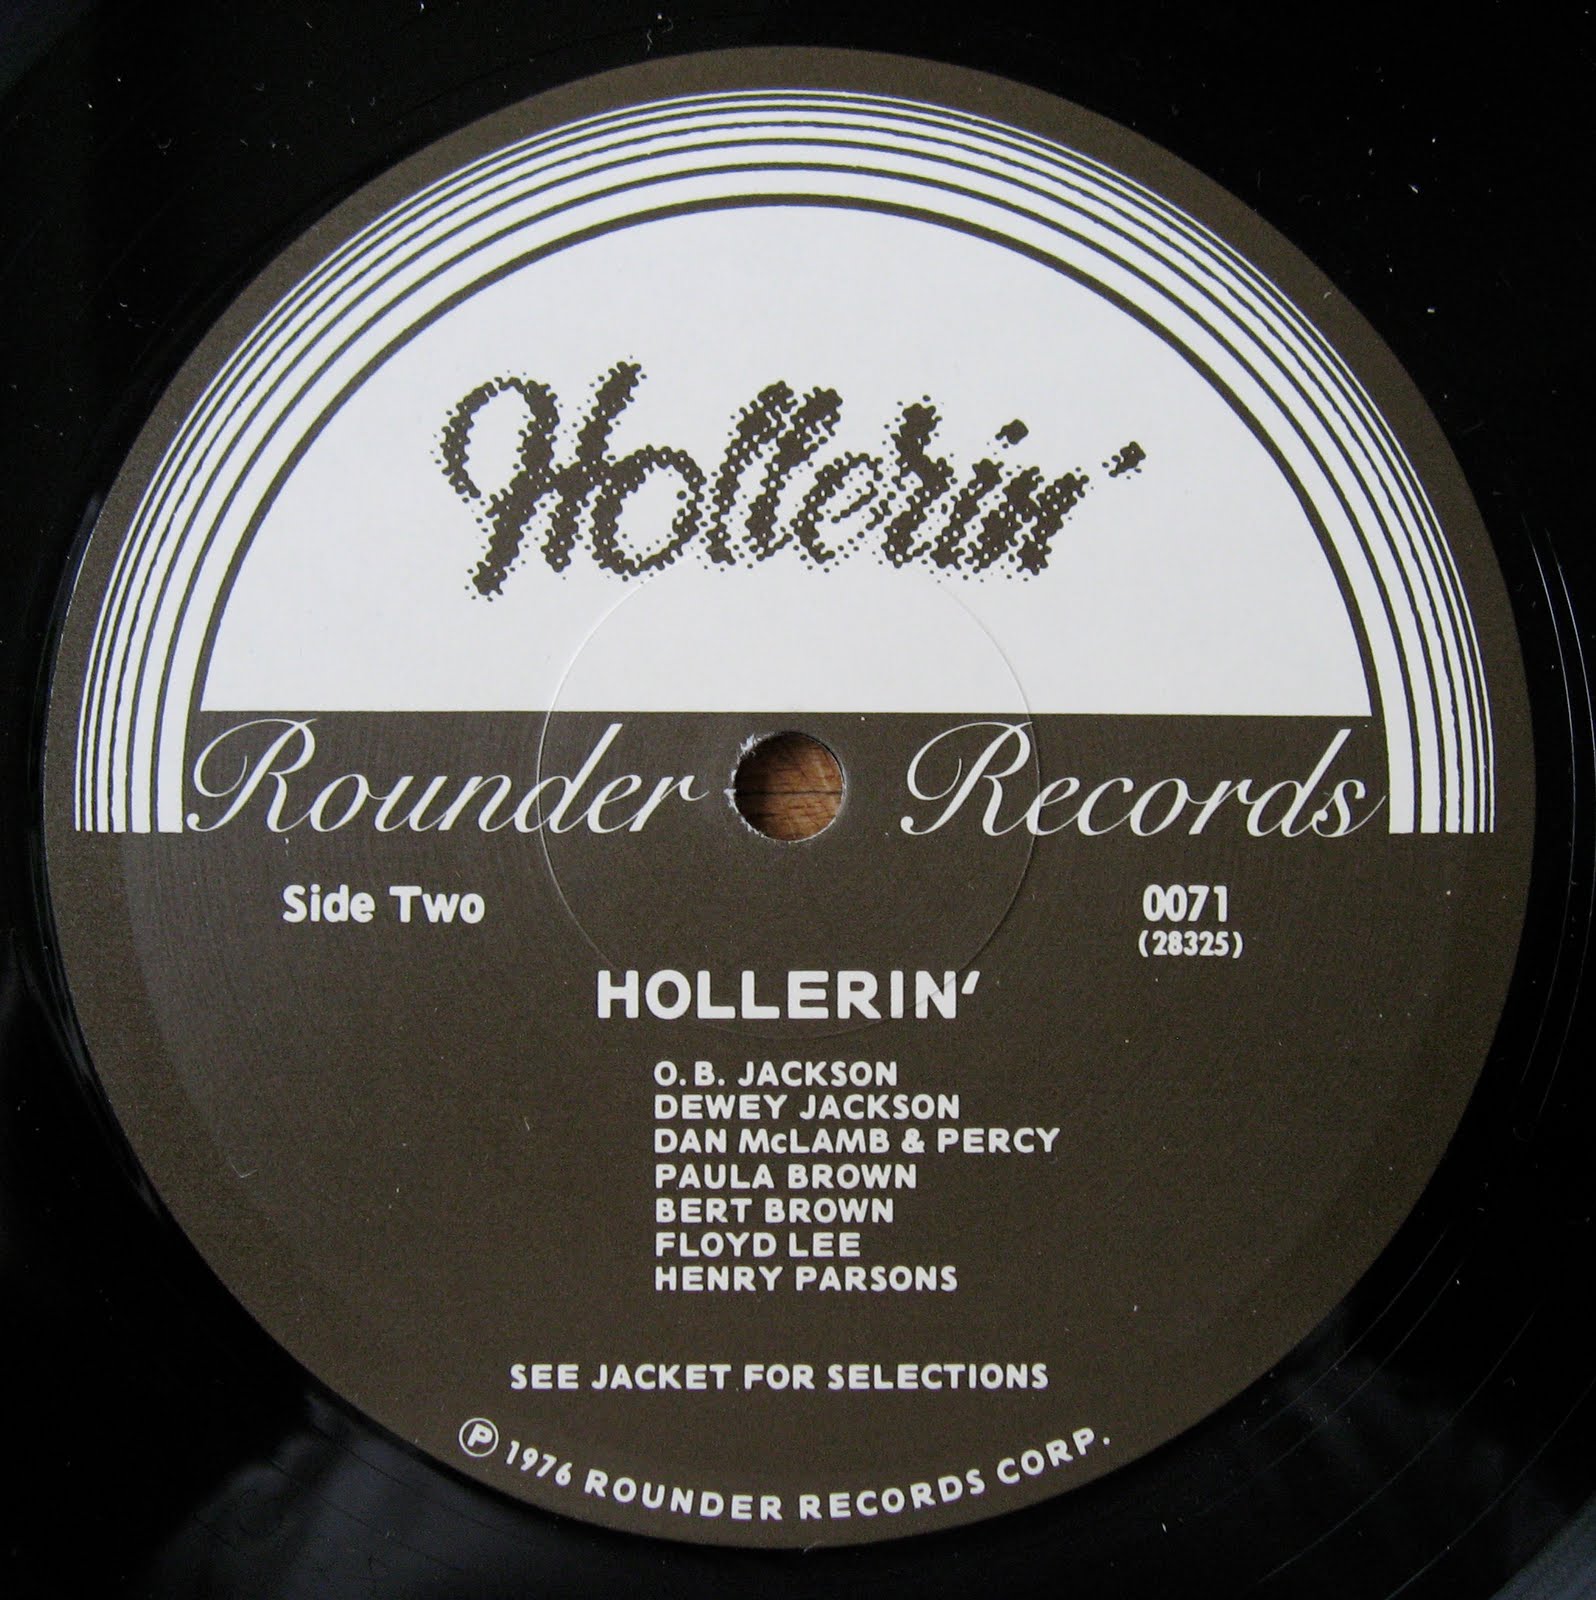 Hollerin'
Rounder Records
Side Two
0071
(28325)
HOLLERIN'
O.B. JACKSON
DEWEY JACKSON
DAN McLAMB & PERCY
PAULA BROWN
BERT BROWN
FLOYD LEE
HENRY PARSONS
SEE JACKET FOR SELECTIONS
℗ 1976 ROUNDER RECORDS CORP.